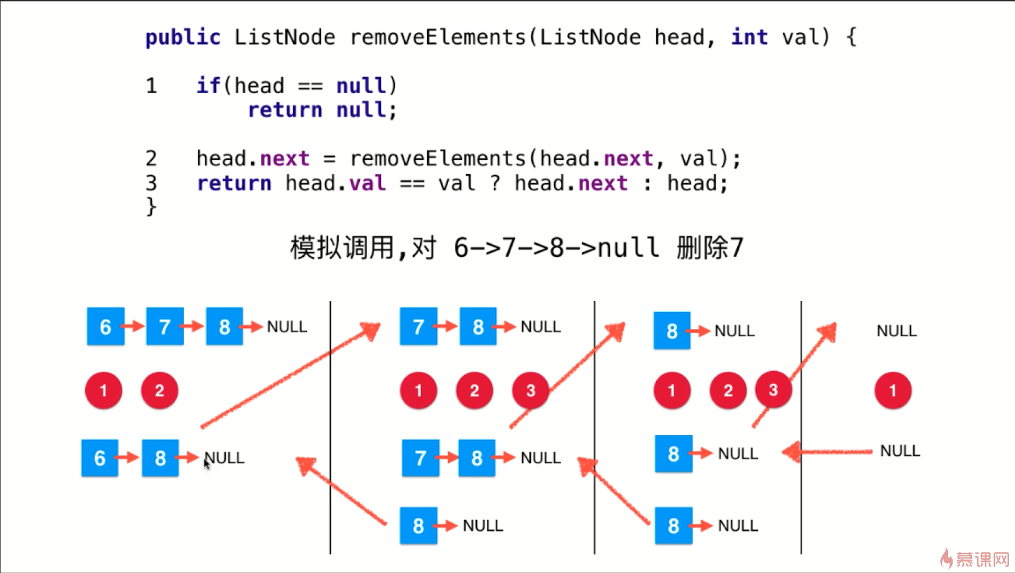 public ListNode removeElements(ListNode head, int val) {
1 if(head == null)
return null;
2 head.next = removeElements(head.next, val);
3 return head.val == val ? head.next : head;
}
模拟调用,对 6->7->8->null 删除7
6 7 8 NULL 7 8 NULL 8 NULL NULL
1 2 1 2 3 1 2 3 1
6 8 NULL 7 8 NULL 8 NULL NULL
8 NULL 8 NULL
慕课网